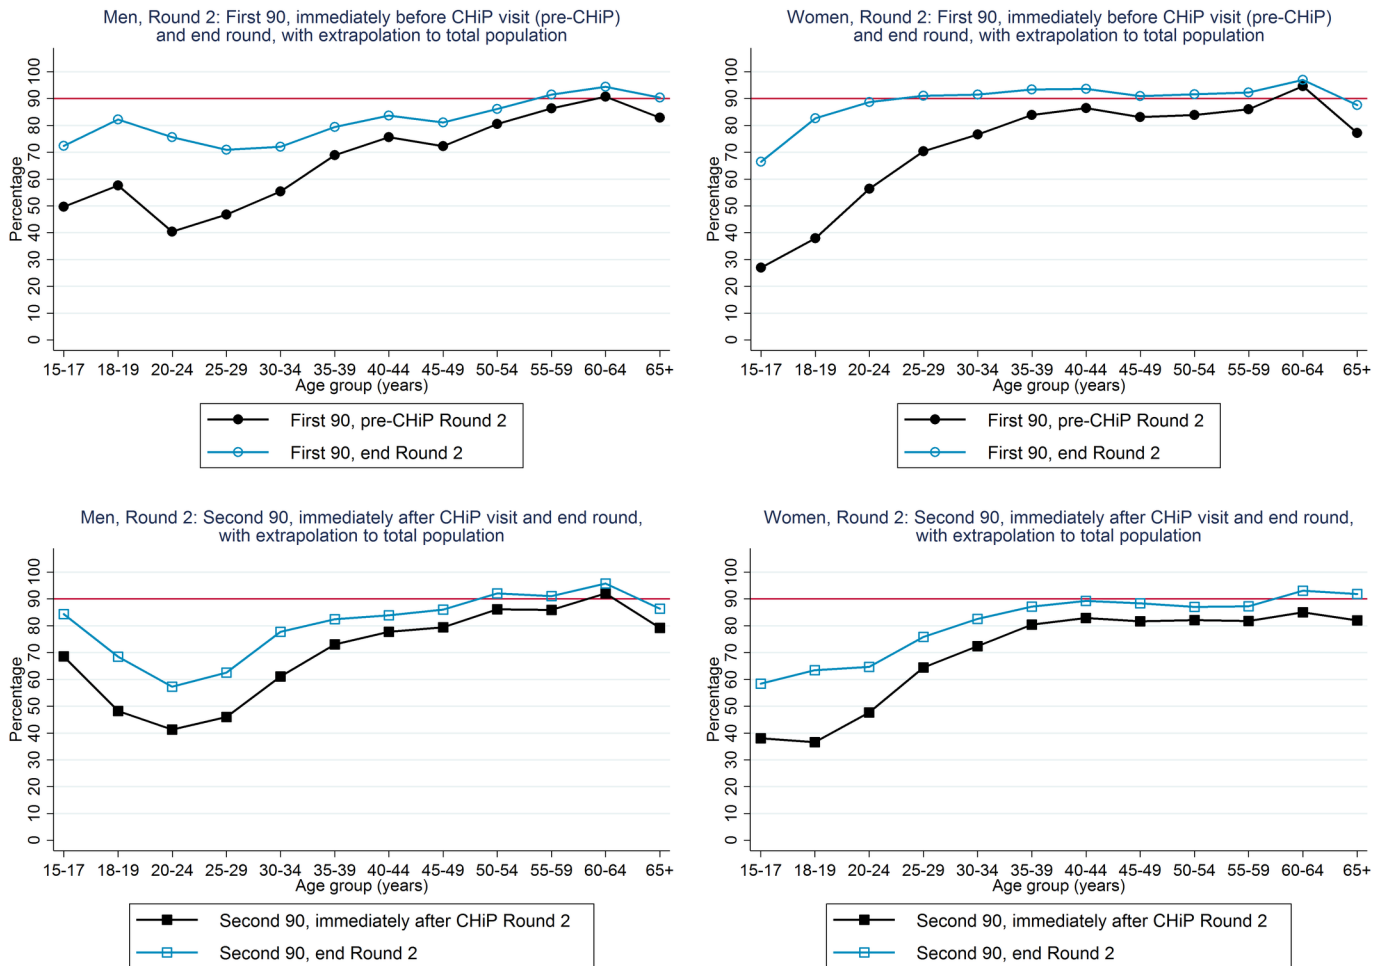 Men, Round 2: First 90, immediately before CHiP visit (pre-CHiP)
and end round, with extrapolation to total population
Percentage
100
90
80
70
60
50
40
30
20
10
0
15-17 18-19 20-24 25-29 30-34 35-39 40-44 45-49 50-54 55-59 60-64 65+
Age group (years)
First 90, pre-CHiP Round 2
First 90, end Round 2
Women, Round 2: First 90, immediately before CHiP visit (pre-CHiP)
and end round, with extrapolation to total population
Percentage
100
90
80
70
60
50
40
30
20
10
0
15-17 18-19 20-24 25-29 30-34 35-39 40-44 45-49 50-54 55-59 60-64 65+
Age group (years)
First 90, pre-CHiP Round 2
First 90, end Round 2
Men, Round 2: Second 90, immediately after CHiP visit and end round,
with extrapolation to total population
Percentage
100
90
80
70
60
50
40
30
20
10
0
15-17 18-19 20-24 25-29 30-34 35-39 40-44 45-49 50-54 55-59 60-64 65+
Age group (years)
Second 90, immediately after CHiP Round 2
Second 90, end Round 2
Women, Round 2: Second 90, immediately after CHiP visit and end round,
with extrapolation to total population
Percentage
100
90
80
70
60
50
40
30
20
10
0
15-17 18-19 20-24 25-29 30-34 35-39 40-44 45-49 50-54 55-59 60-64 65+
Age group (years)
Second 90, immediately after CHiP Round 2
Second 90, end Round 2